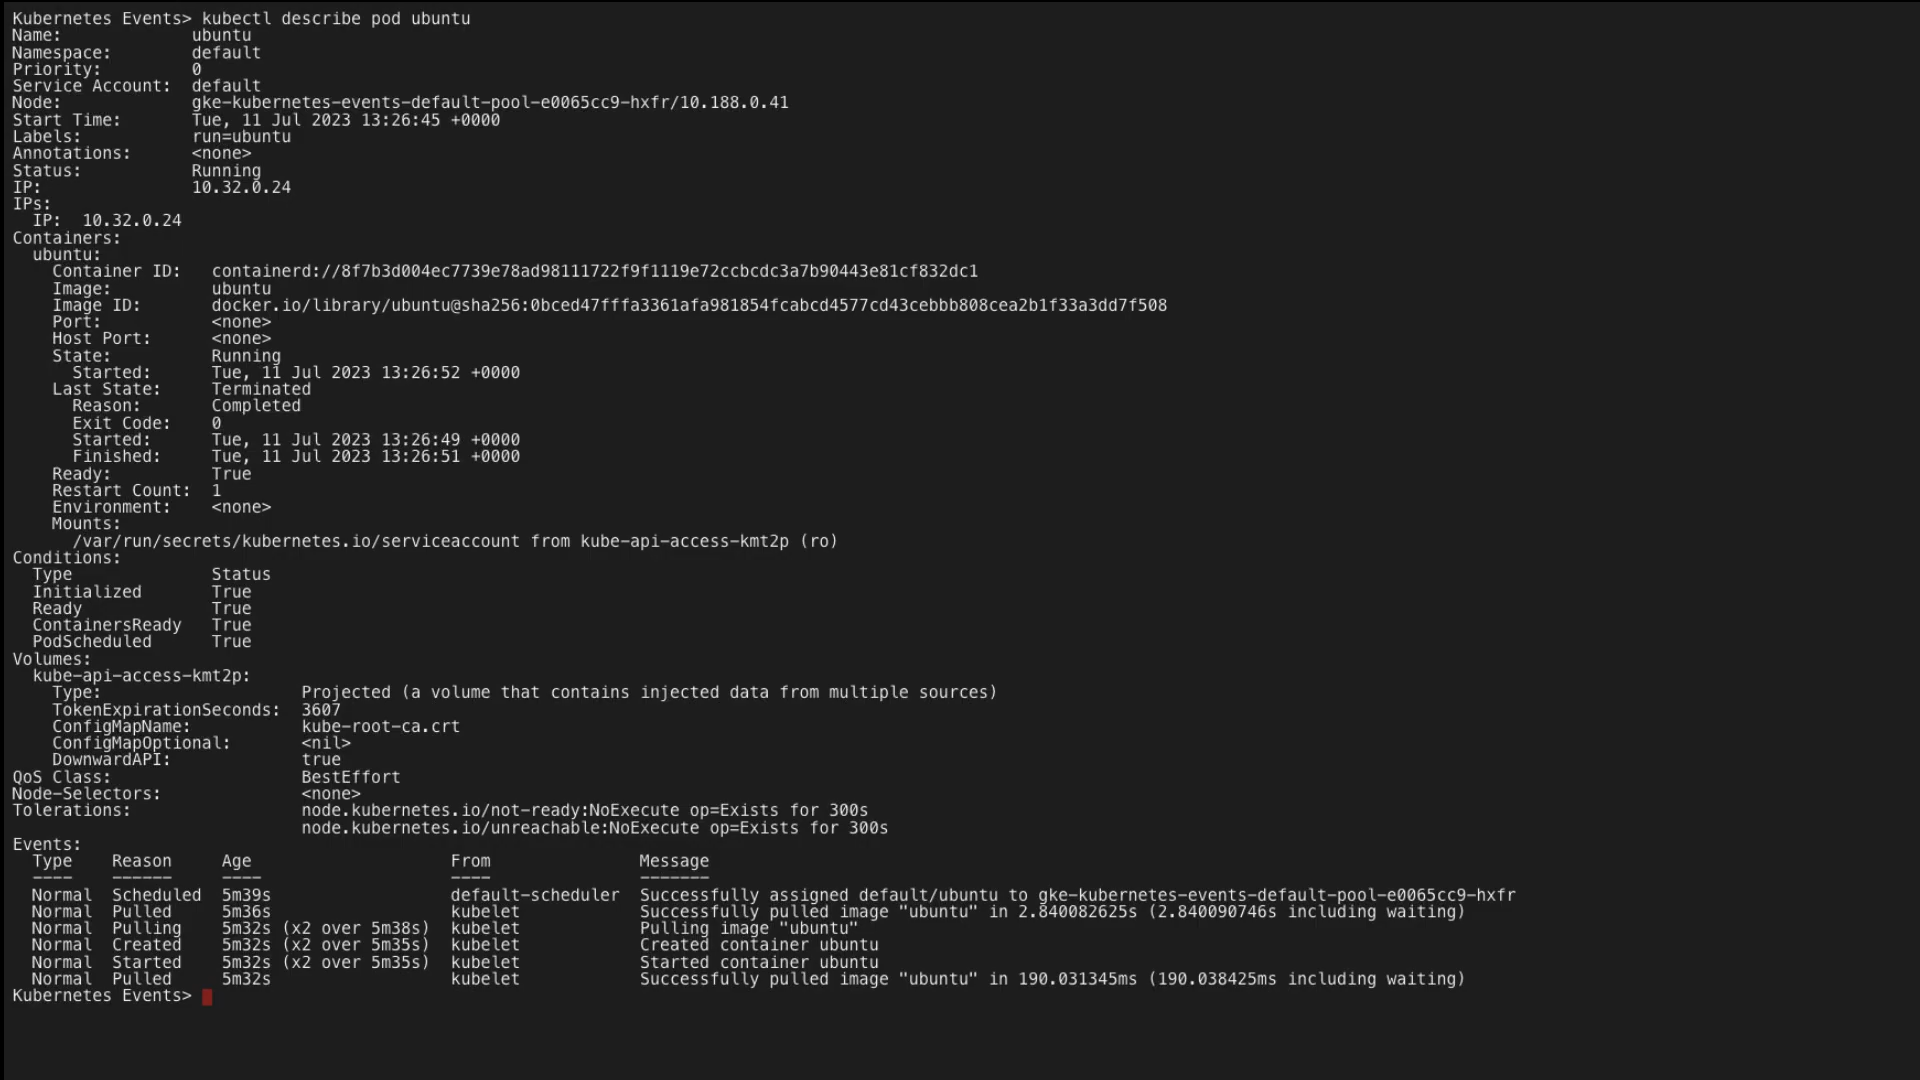 Kubernetes Events> kubectl describe pod ubuntu
Name:             ubuntu
Namespace:        default
Priority:         0
Service Account:  default
Node:             gke-kubernetes-events-default-pool-e0065cc9-hxfr/10.188.0.41
Start Time:       Tue, 11 Jul 2023 13:26:45 +0000
Labels:           run=ubuntu
Annotations:      <none>
Status:           Running
IP:               10.32.0.24
IPs:
  IP:  10.32.0.24
Containers:
  ubuntu:
    Container ID:   containerd://8f7b3d004ec7739e78ad98111722f9f1119e72ccbcdc3a7b90443e81cf832dc1
    Image:          ubuntu
    Image ID:       docker.io/library/ubuntu@sha256:0bced47fffa3361afa981854fcabcd4577cd43cebbb808cea2b1f33a3dd7f508
    Port:           <none>
    Host Port:      <none>
    State:          Running
      Started:      Tue, 11 Jul 2023 13:26:52 +0000
    Last State:     Terminated
      Reason:       Completed
      Exit Code:    0
      Started:      Tue, 11 Jul 2023 13:26:49 +0000
      Finished:     Tue, 11 Jul 2023 13:26:51 +0000
    Ready:          True
    Restart Count:  1
    Environment:    <none>
    Mounts:
      /var/run/secrets/kubernetes.io/serviceaccount from kube-api-access-kmt2p (ro)
Conditions:
  Type              Status
  Initialized       True
  Ready             True
  ContainersReady   True
  PodScheduled      True
Volumes:
  kube-api-access-kmt2p:
    Type:                    Projected (a volume that contains injected data from multiple sources)
    TokenExpirationSeconds:  3607
    ConfigMapName:           kube-root-ca.crt
    ConfigMapOptional:       <nil>
    DownwardAPI:             true
QoS Class:                   BestEffort
Node-Selectors:              <none>
Tolerations:                 node.kubernetes.io/not-ready:NoExecute op=Exists for 300s
                             node.kubernetes.io/unreachable:NoExecute op=Exists for 300s
Events:
  Type    Reason     Age                    From               Message
  ----    ------     ----                   ----               -------
  Normal  Scheduled  5m39s                  default-scheduler  Successfully assigned default/ubuntu to gke-kubernetes-events-default-pool-e0065cc9-hxfr
  Normal  Pulled     5m36s                  kubelet            Successfully pulled image "ubuntu" in 2.840082625s (2.840090746s including waiting)
  Normal  Pulling    5m32s (x2 over 5m38s)  kubelet            Pulling image "ubuntu"
  Normal  Created    5m32s (x2 over 5m35s)  kubelet            Created container ubuntu
  Normal  Started    5m32s (x2 over 5m35s)  kubelet            Started container ubuntu
  Normal  Pulled     5m32s                  kubelet            Successfully pulled image "ubuntu" in 190.031345ms (190.038425ms including waiting)
Kubernetes Events>